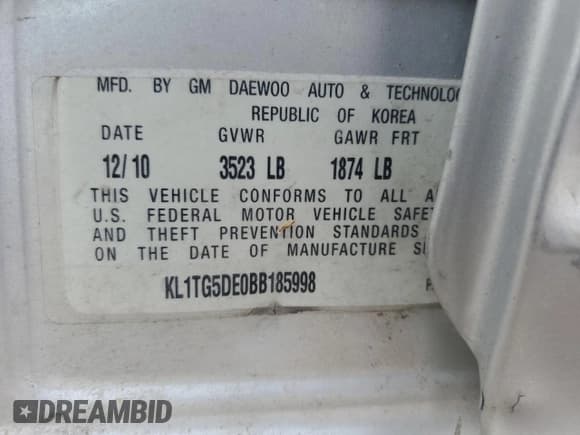 MFD. BY GM DAEWOO AUTO & TECHNOLOG
REPUBLIC OF KOREA
DATE GVWR GAWR FRT
12/10 3523 LB 1874 LB
THIS VEHICLE CONFORMS TO ALL A
U.S. FEDERAL MOTOR VEHICLE SAFET
AND THEFT PREVENTION STANDARDS
ON THE DATE OF MANUFACTURE S
KL1TG5DE0BB185998
P
DREAMBID